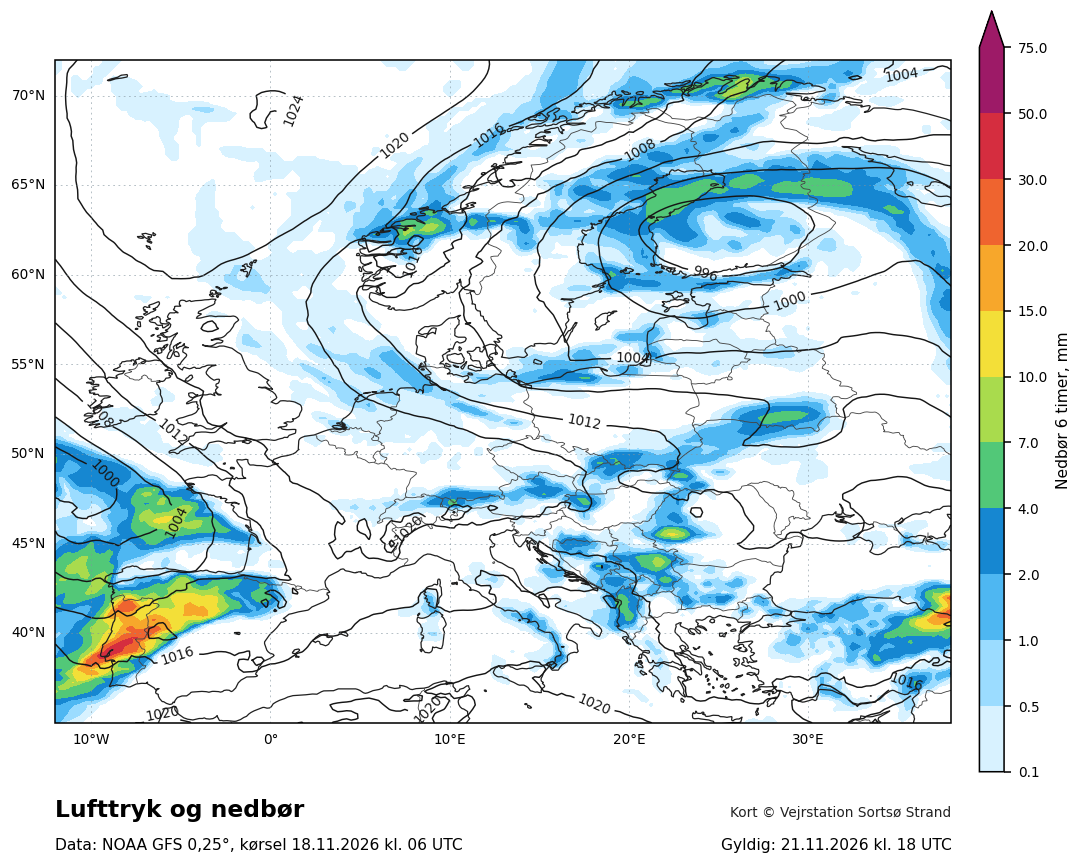 75.0
50.0
30.0
20.0
15.0
10.0
7.0
4.0
2.0
1.0
0.5
0.1
Nedbør 6 timer, mm
70°N
65°N
60°N
55°N
50°N
45°N
40°N
10°W
0°
10°E
20°E
30°E
1004
1024
1020
1016
1008
1016
996
1000
1004
1012
1008
1012
1000
1004
1020
1016
1016
1020
1020
1020
Lufttryk og nedbør
Kort © Vejrstation Sortsø Strand
Data: NOAA GFS 0,25°, kørsel 18.11.2026 kl. 06 UTC
Gyldig: 21.11.2026 kl. 18 UTC